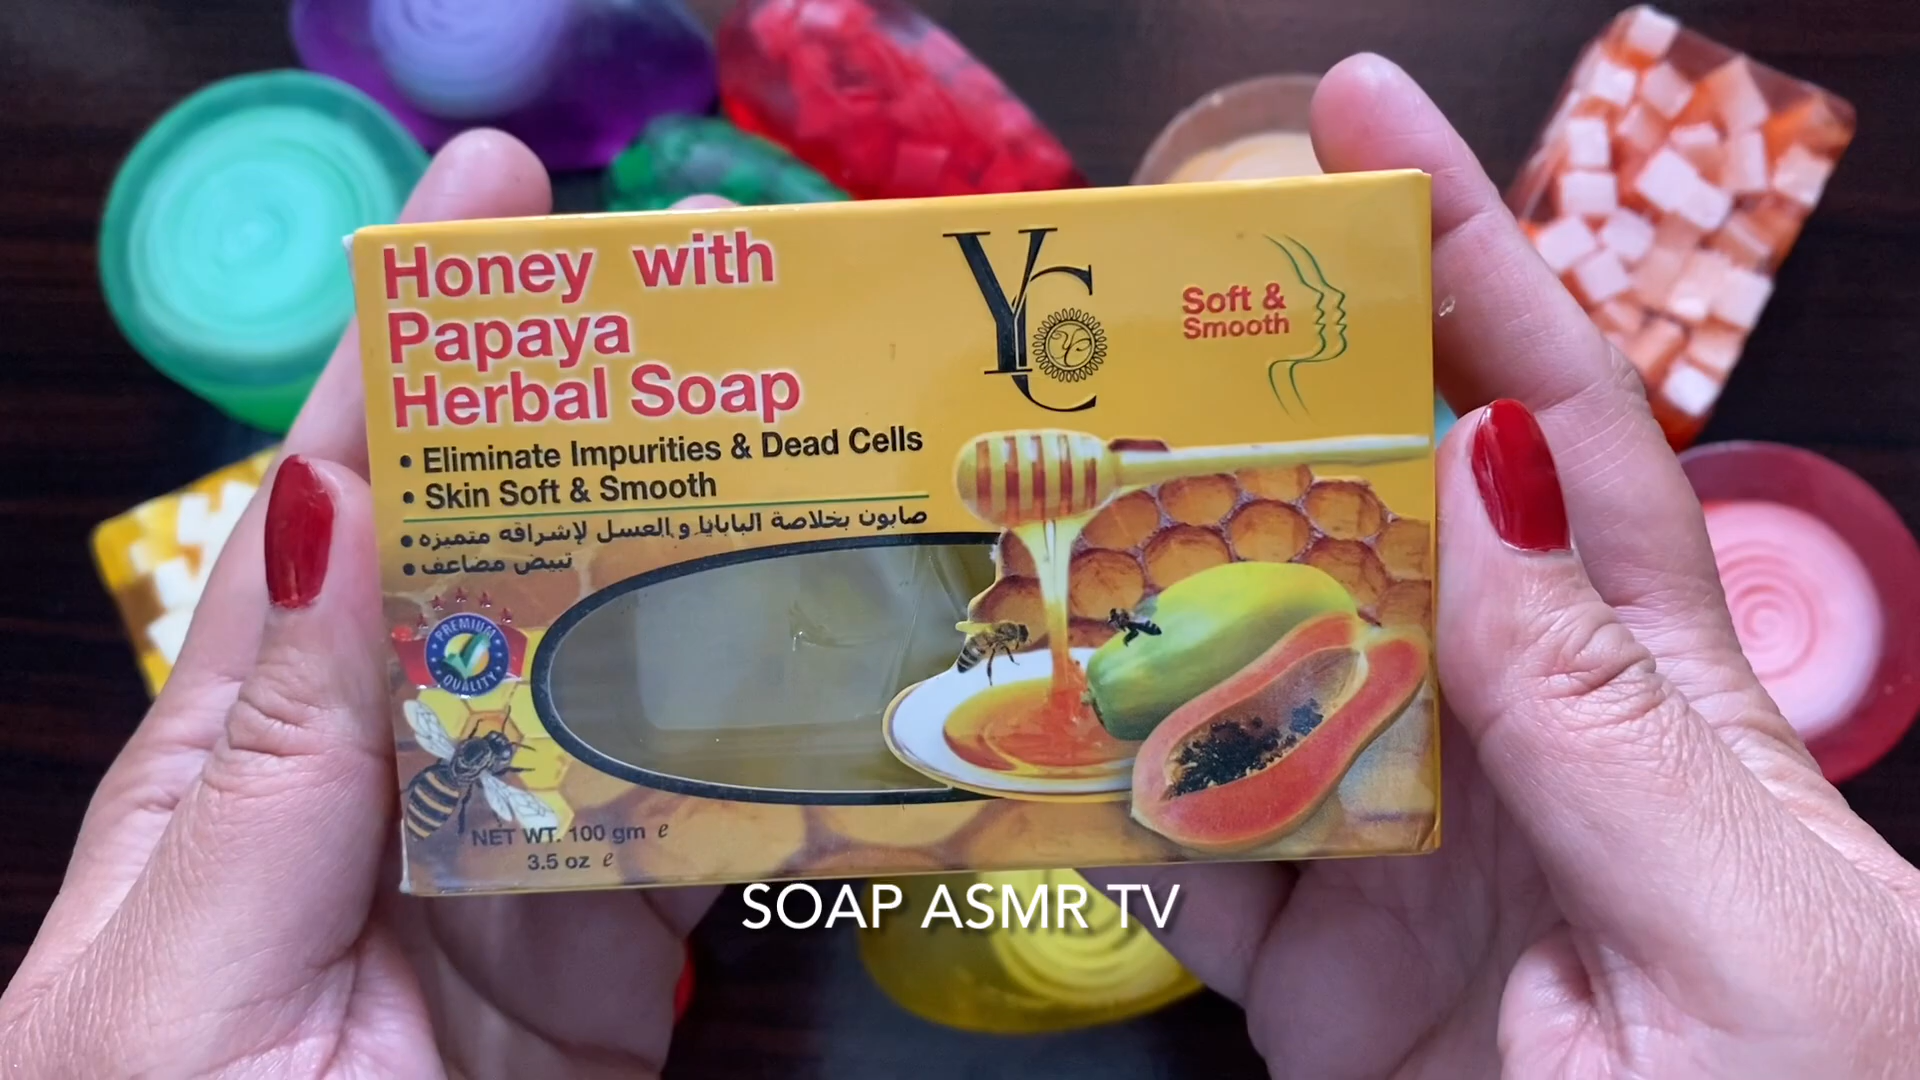 Honey with
Papaya
Herbal Soap
• Eliminate Impurities & Dead Cells
• Skin Soft & Smooth
• صابون بخلاصة البابايا و العسل لإشراقه متميزه
• تبيض مضاعف
YC
YC
Soft &
Smooth
PREMIUM
QUALITY
NET WT. 100 gm e
3.5 oz e
SOAP ASMR TV